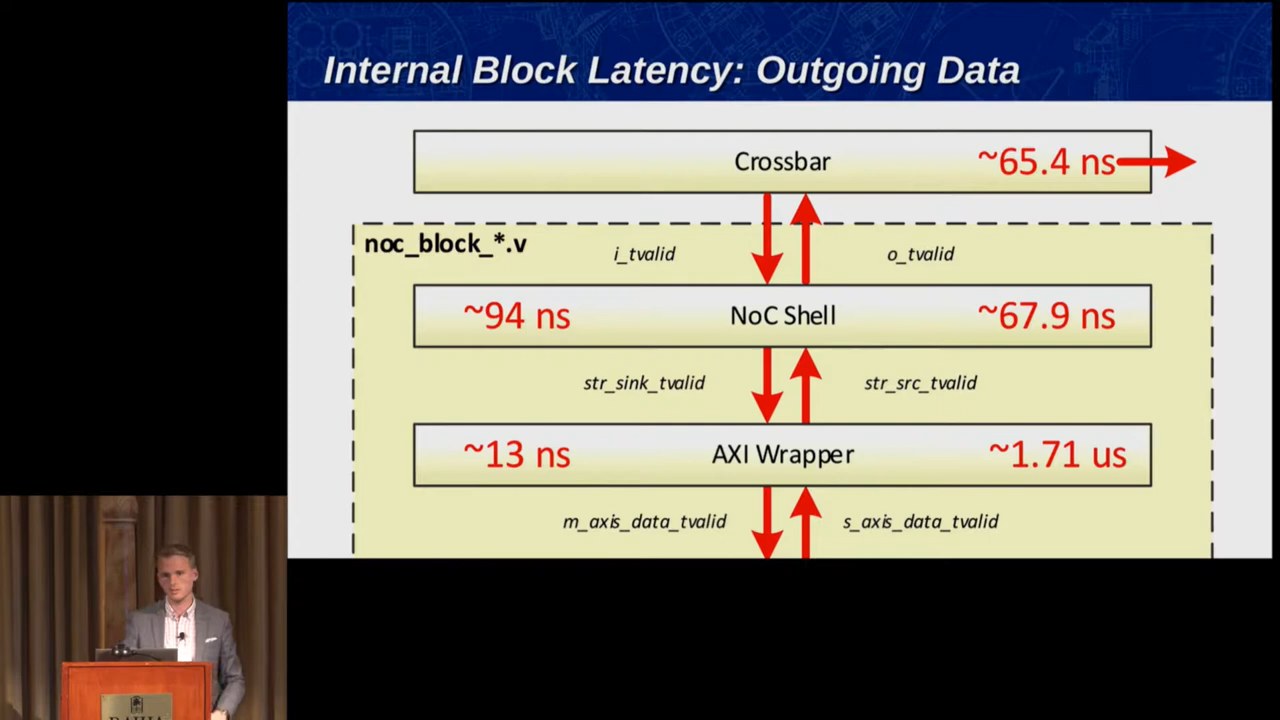 Internal Block Latency: Outgoing Data
Crossbar ~65.4 ns
noc_block_*.v
i_tvalid o_tvalid
~94 ns NoC Shell ~67.9 ns
str_sink_tvalid str_src_tvalid
~13 ns AXI Wrapper ~1.71 us
m_axis_data_tvalid s_axis_data_tvalid